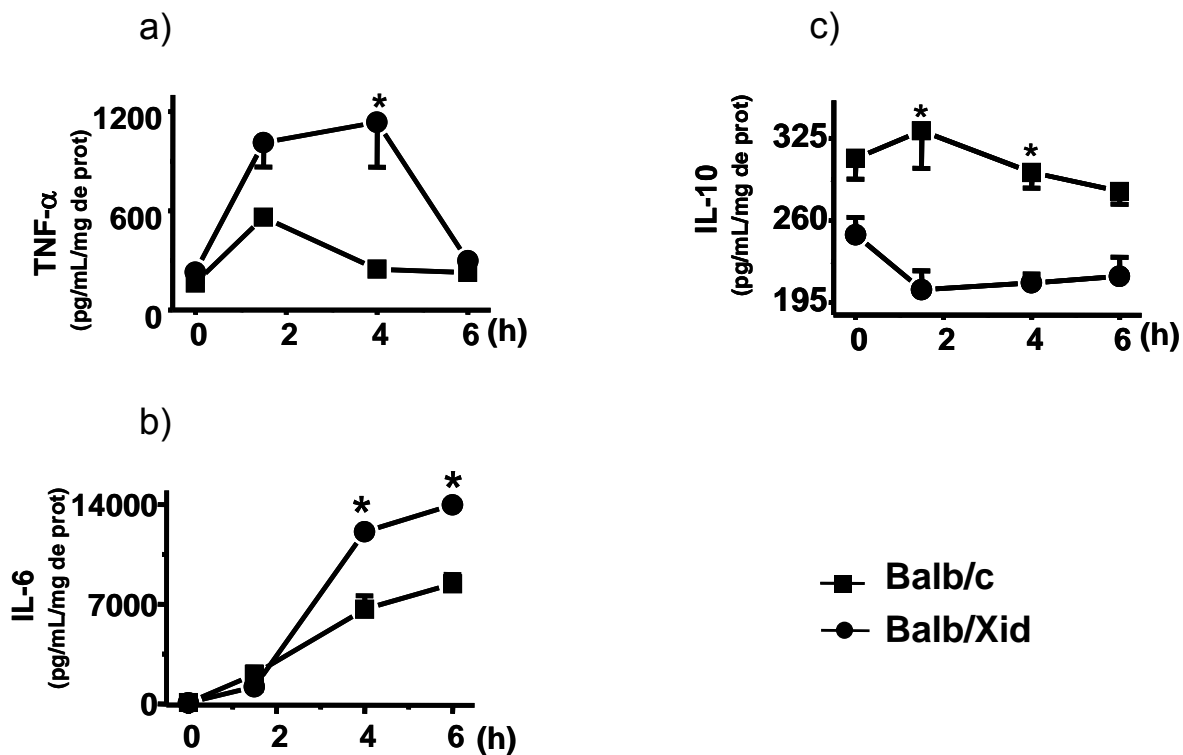 a)
1200
600
0
TNF-α
(pg/mL/mg de prot)
*
0 2 4 6 (h)
c)
325
260
195
IL-10
(pg/mL/mg de prot)
* *
0 2 4 6 (h)
b)
14000
7000
0
IL-6
(pg/mL/mg de prot)
* *
0 2 4 6 (h)
Balb/c
Balb/Xid